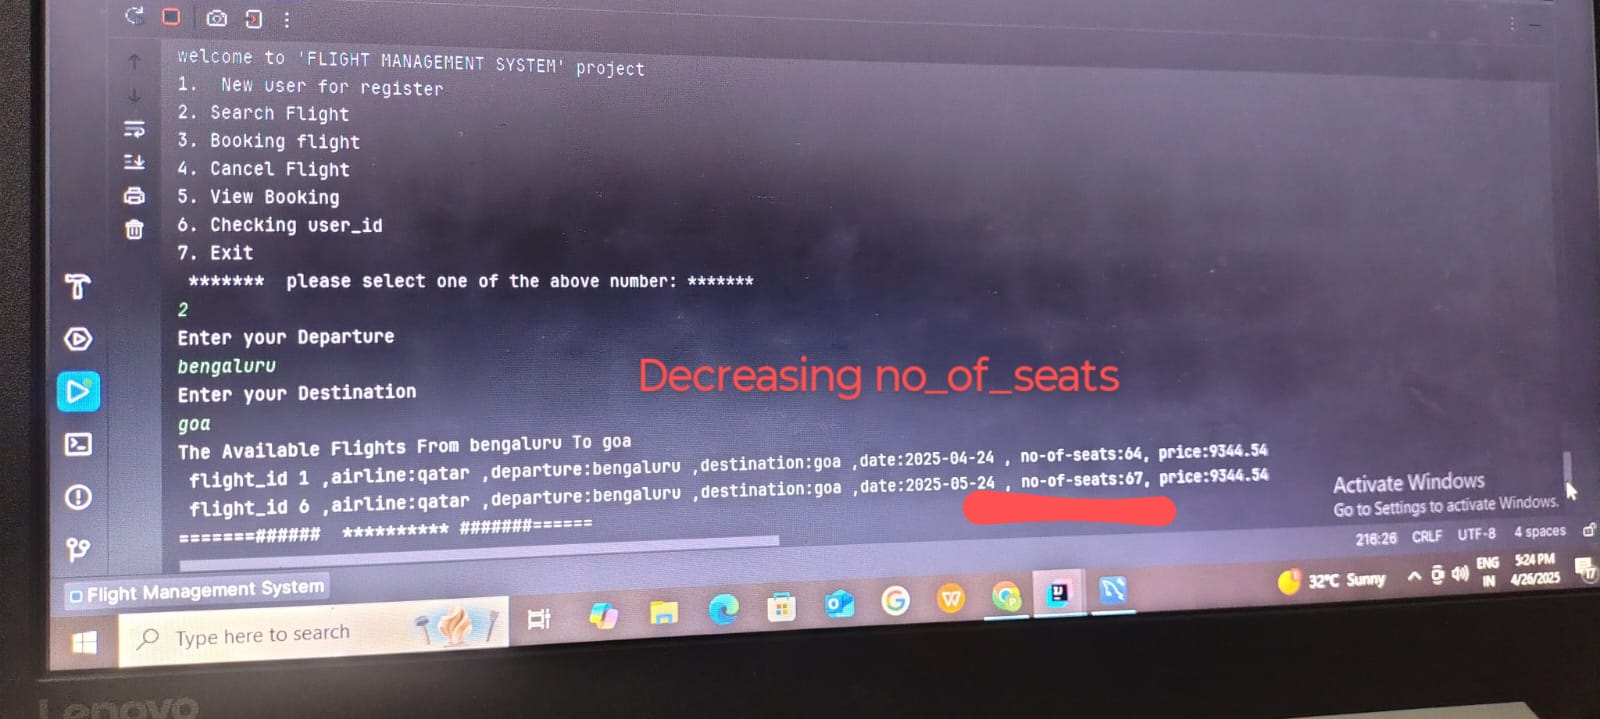 welcome to 'FLIGHT MANAGEMENT SYSTEM' project
1.  New user for register
2. Search Flight
3. Booking flight
4. Cancel Flight
5. View Booking
6. Checking user_id
7. Exit
*******  please select one of the above number: *******
2
Enter your Departure
bengaluru
Enter your Destination
goa
Decreasing no_of_seats
The Available Flights From bengaluru To goa
flight_id 1 ,airline:qatar ,departure:bengaluru ,destination:goa ,date:2025-04-24 , no-of-seats:64, price:9344.54
flight_id 6 ,airline:qatar ,departure:bengaluru ,destination:goa ,date:2025-05-24 , no-of-seats:67, price:9344.54
=======######  ********** #######======
Activate Windows
Go to Settings to activate Windows.
216:26 CRLF UTF-8 4 spaces
Flight Management System
Type here to search
32°C Sunny
ENG
IN
5:24 PM
4/26/2025
17
Lenovo